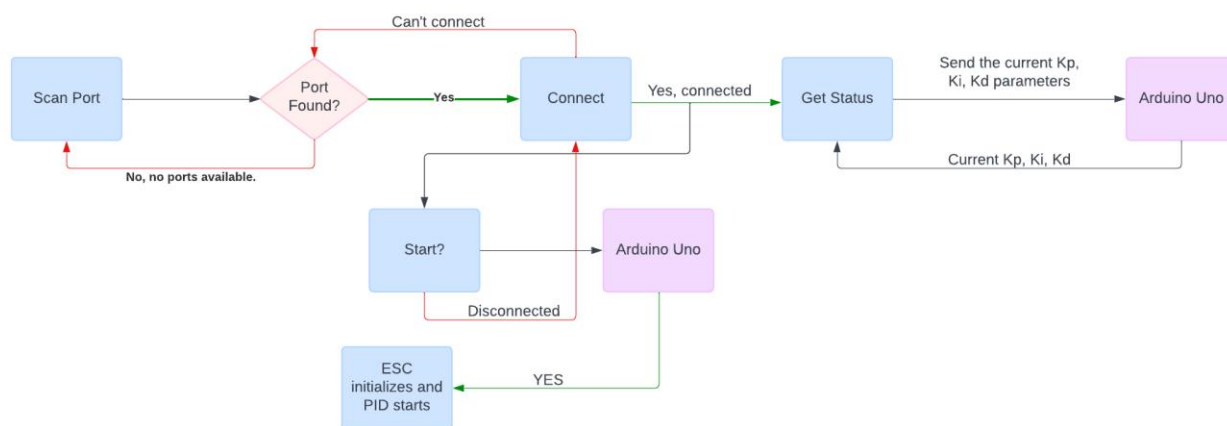 Can't connect
Scan Port
Port
Found?
Yes
Connect
Yes, connected
Get Status
Send the current Kp,
Ki, Kd parameters
Arduino Uno
No, no ports available.
Current Kp, Ki, Kd
Start?
Arduino Uno
Disconnected
ESC
initializes and
PID starts
YES